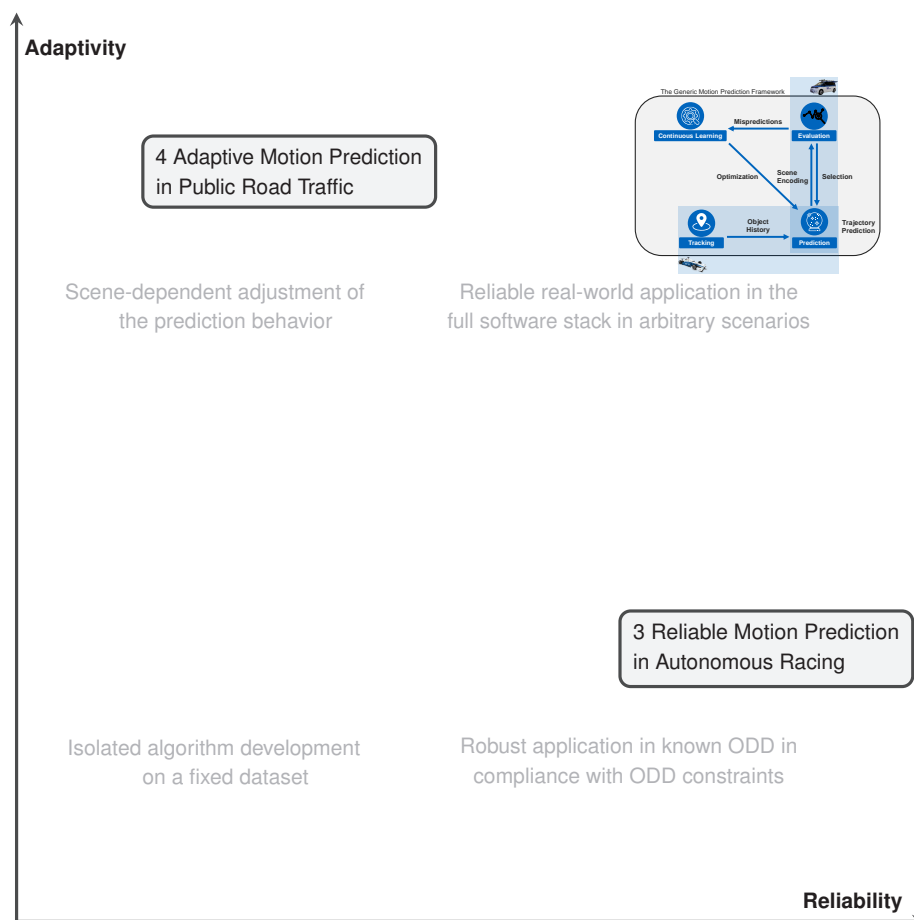 Adaptivity
The Generic Motion Prediction Framework
Mispredictions
Continuous Learning
Evaluation
Optimization
Scene
Encoding
Selection
Object
History
Trajectory
Prediction
Tracking
Prediction
4 Adaptive Motion Prediction
in Public Road Traffic
Scene-dependent adjustment of
the prediction behavior
Reliable real-world application in the
full software stack in arbitrary scenarios
3 Reliable Motion Prediction
in Autonomous Racing
Isolated algorithm development
on a fixed dataset
Robust application in known ODD in
compliance with ODD constraints
Reliability